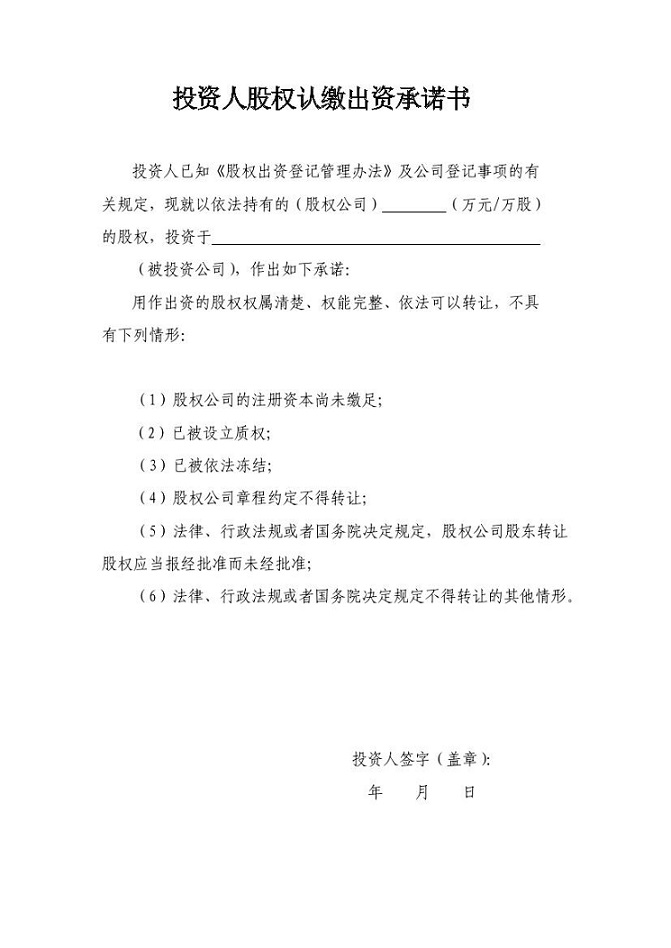 投资人股权认缴出资承诺书
投资人已知《股权出资登记管理办法》及公司登记事项的有
关规定，现就以依法持有的（股权公司）________（万元/万股）
的股权，投资于________________________________
（被投资公司），作出如下承诺：
用作出资的股权权属清楚、权能完整、依法可以转让，不具
有下列情形：
（1）股权公司的注册资本尚未缴足；
（2）已被设立质权；
（3）已被依法冻结；
（4）股权公司章程约定不得转让；
（5）法律、行政法规或者国务院决定规定，股权公司股东转让
股权应当报经批准而未经批准；
（6）法律、行政法规或者国务院决定规定不得转让的其他情形。
投资人签字（盖章）：
年 月 日